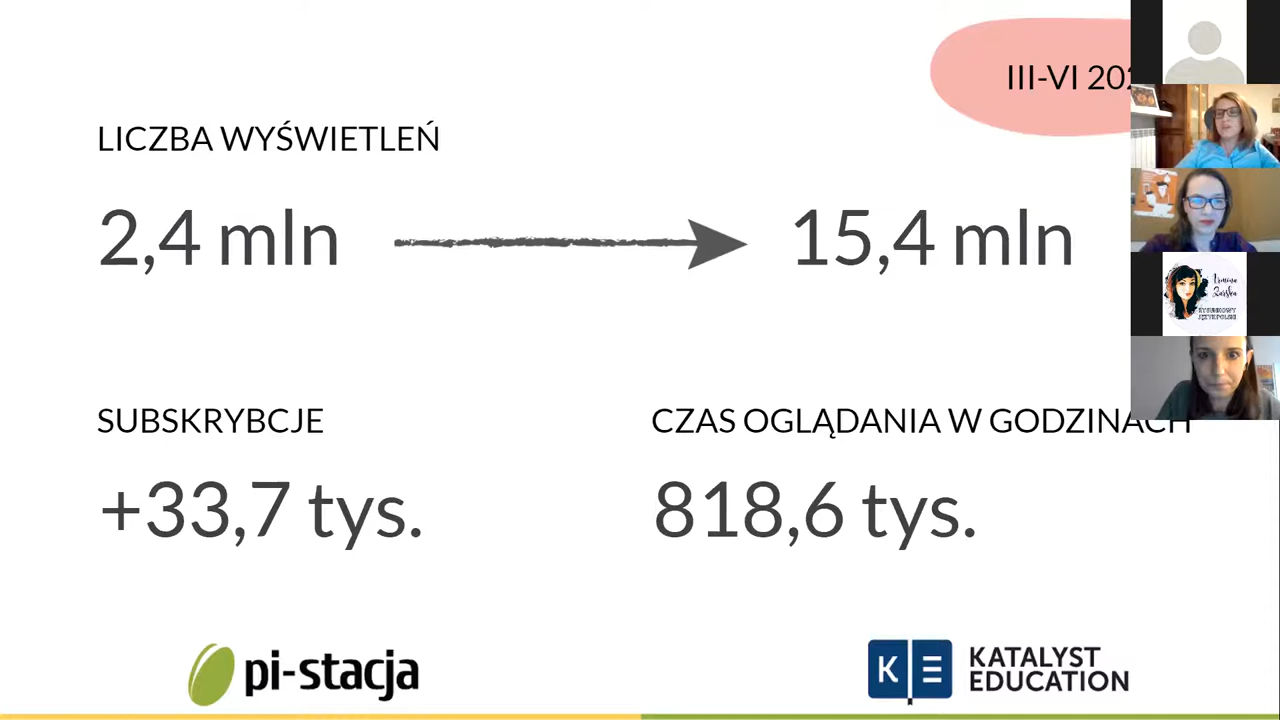 III-VI 202
LICZBA WYŚWIETLEŃ
2,4 mln
15,4 mln
SUBSKRYBCJE
CZAS OGLĄDANIA W GODZINACH
+33,7 tys.
818,6 tys.
pi-stacja
K
KATALYST
EDUCATION